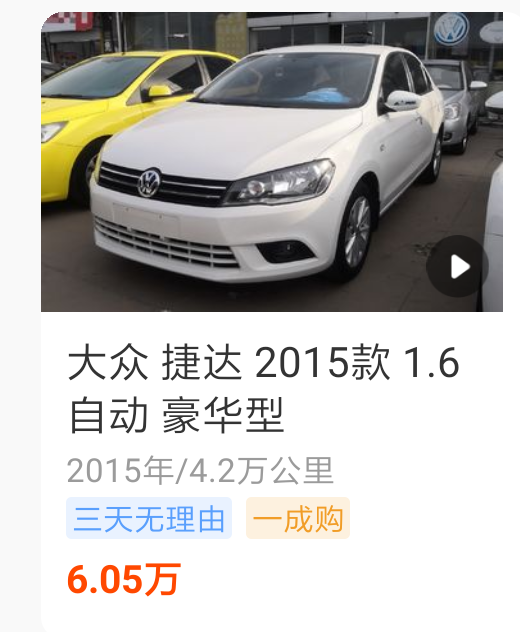 大众 捷达 2015款 1.6
自动 豪华型
2015年/4.2万公里
三天无理由 一成购
6.05万